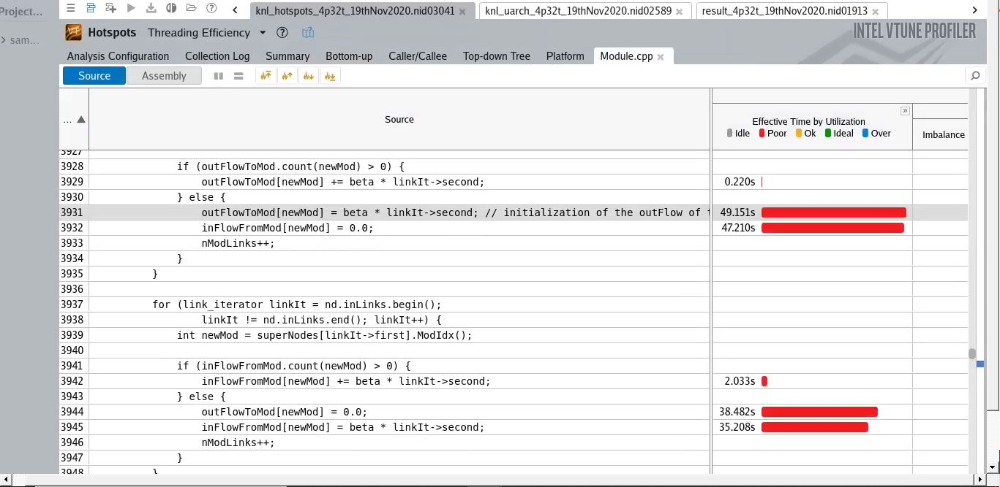 Project...
knl_hotspots_4p32t_19thNov2020.nid03041 knl_uarch_4p32t_19thNov2020.nid02589 result_4p32t_19thNov2020.nid01913
sam...
Hotspots Threading Efficiency
INTEL VTUNE PROFILER
Analysis Configuration Collection Log Summary Bottom-up Caller/Callee Top-down Tree Platform Module.cpp
Source Assembly
... Source
Effective Time by Utilization
Idle Poor Ok Ideal Over
Imbalance
3927
3928 if (outFlowToMod.count(newMod) > 0) {
3929 outFlowToMod[newMod] += beta * linkIt->second; 0.220s
3930 } else {
3931 outFlowToMod[newMod] = beta * linkIt->second; // initialization of the outFlow of 49.151s
3932 inFlowFromMod[newMod] = 0.0; 47.210s
3933 nModLinks++;
3934 }
3935 }
3936
3937 for (link_iterator linkIt = nd.inLinks.begin();
3938 linkIt != nd.inLinks.end(); linkIt++) {
3939 int newMod = superNodes[linkIt->first].ModIdx();
3940
3941 if (inFlowFromMod.count(newMod) > 0) {
3942 inFlowFromMod[newMod] += beta * linkIt->second; 2.033s
3943 } else {
3944 outFlowToMod[newMod] = 0.0; 38.482s
3945 inFlowFromMod[newMod] = beta * linkIt->second; 35.208s
3946 nModLinks++;
3947 }
3948 }